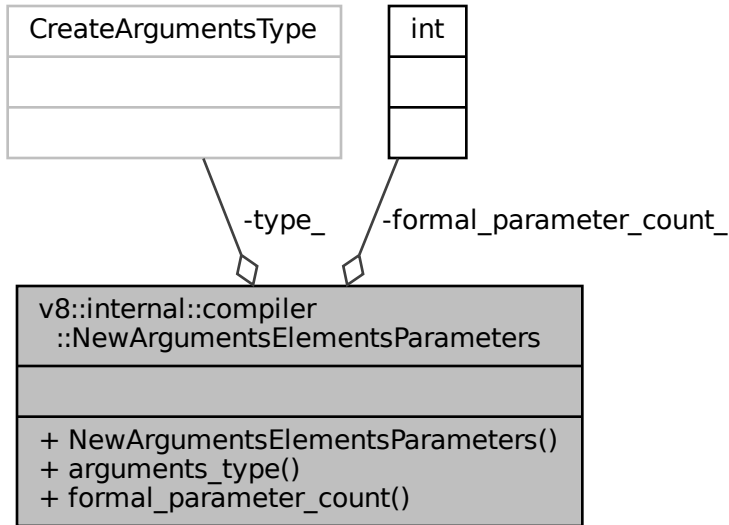 CreateArgumentsType
int
-type_
-formal_parameter_count_
v8::internal::compiler
::NewArgumentsElementsParameters
+ NewArgumentsElementsParameters()
+ arguments_type()
+ formal_parameter_count()